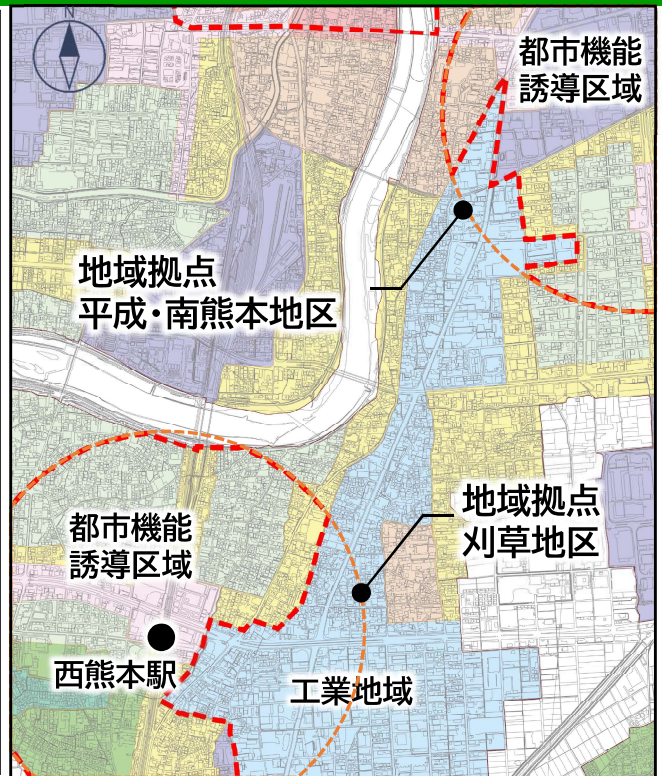 N
都市機能
誘導区域
地域拠点
平成・南熊本地区
地域拠点
刈草地区
都市機能
誘導区域
西熊本駅
工業地域